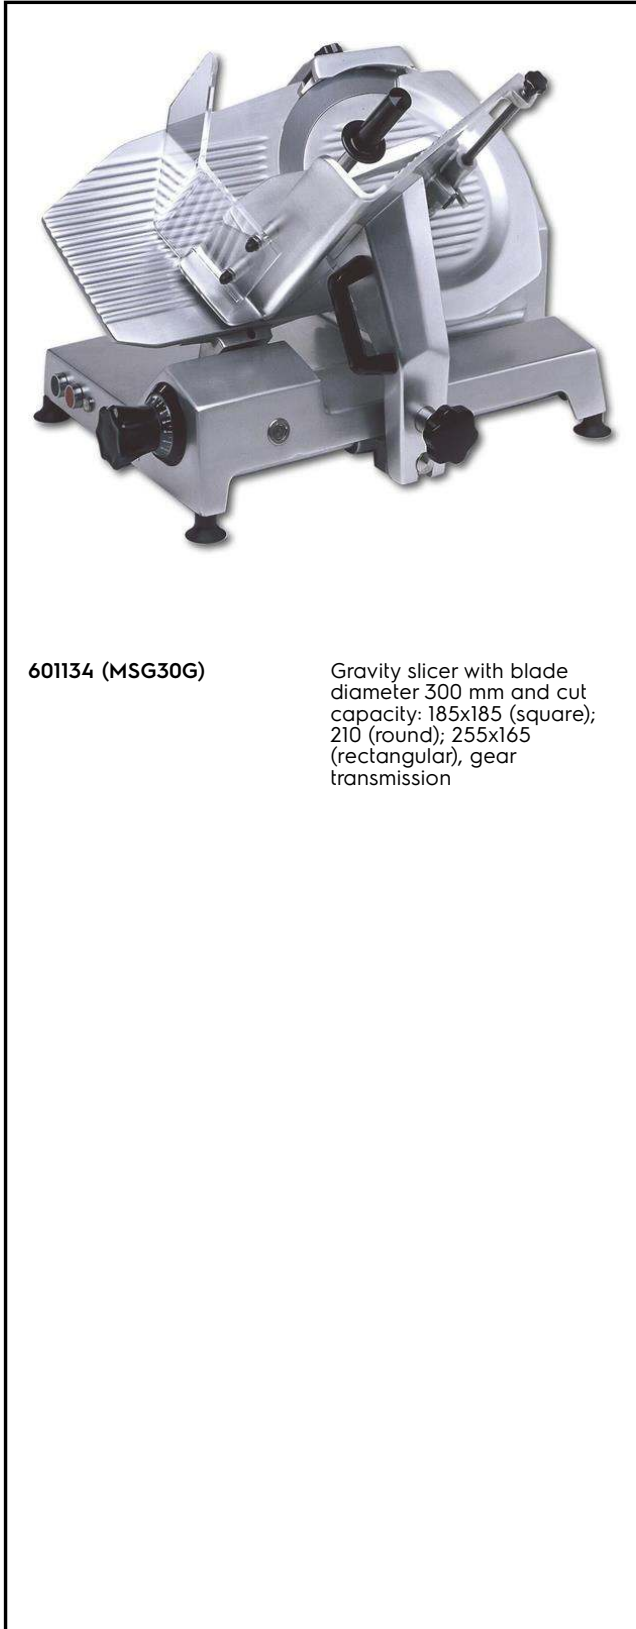 601134 (MSG30G)
Gravity slicer with blade
diameter 300 mm and cut
capacity: 185x185 (square);
210 (round); 255x165
(rectangular), gear
transmission